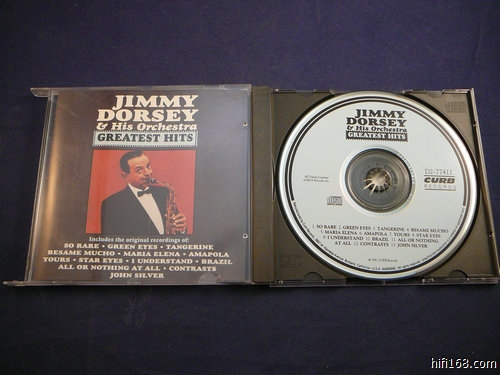 JIMMY
DORSEY
& His Orchestra
GREATEST HITS
Includes the original recordings of:
SO RARE • GREEN EYES • TANGERINE
BESAME MUCHO • MARIA ELENA • AMAPOLA
YOURS • STAR EYES • I UNDERSTAND • BRAZIL
ALL OR NOTHING AT ALL • CONTRASTS
JOHN SILVER
JIMMY
DORSEY
& His Orchestra
GREATEST HITS
D2-77411
CURB
RECORDS
1. SO RARE 2. GREEN EYES 3. TANGERINE 4. BESAME MUCHO
5. MARIA ELENA 6. AMAPOLA 7. YOURS 8. STAR EYES
9. I UNDERSTAND 10. BRAZIL 11. ALL OR NOTHING
AT ALL 12. CONTRASTS 13. JOHN SILVER
hifi168.com